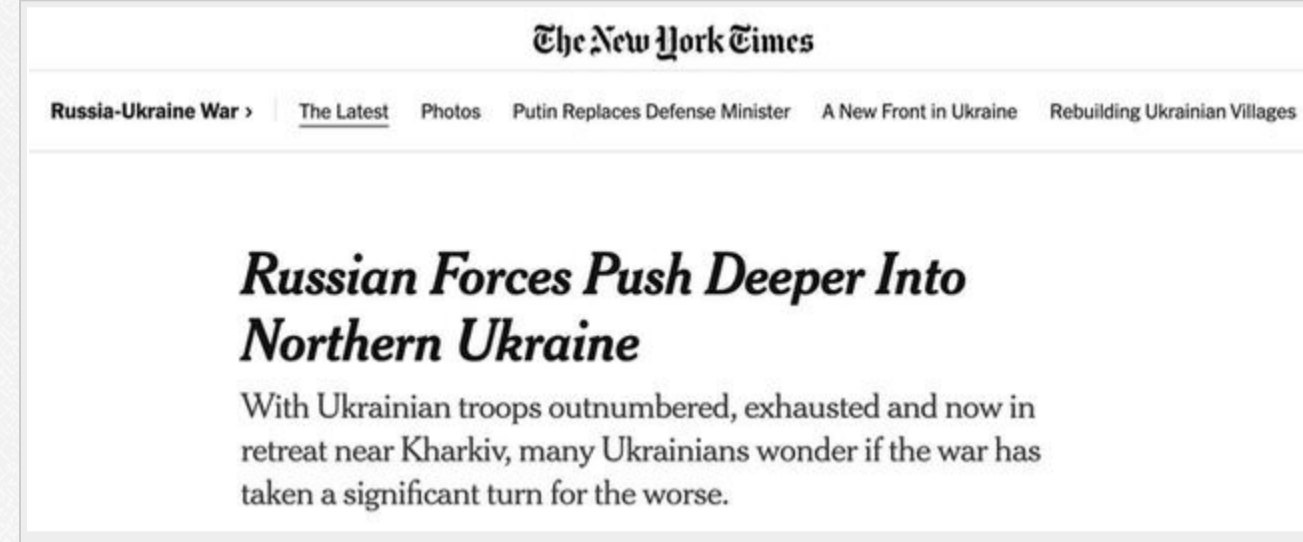 The New York Times
Russia-Ukraine War › The Latest Photos Putin Replaces Defense Minister A New Front in Ukraine Rebuilding Ukrainian Villages
Russian Forces Push Deeper Into
Northern Ukraine
With Ukrainian troops outnumbered, exhausted and now in
retreat near Kharkiv, many Ukrainians wonder if the war has
taken a significant turn for the worse.